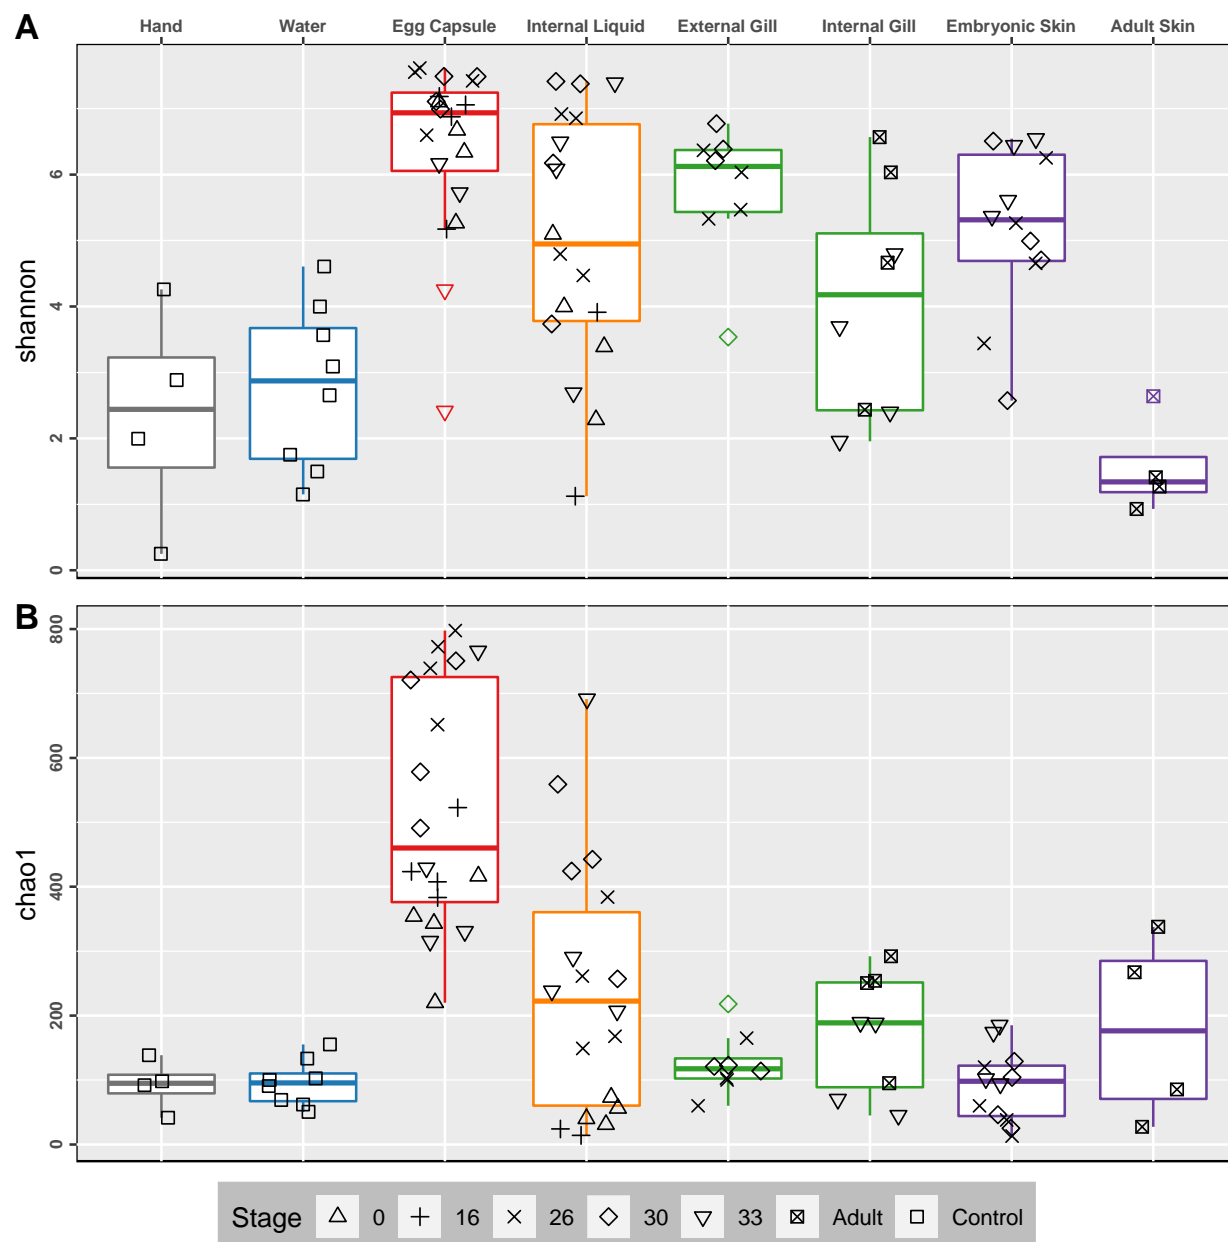 A
Hand Water Egg Capsule Internal Liquid External Gill Internal Gill Embryonic Skin Adult Skin
shannon
6
4
2
0
B
chao1
800
600
400
200
0
Stage 0 16 26 30 33 Adult Control